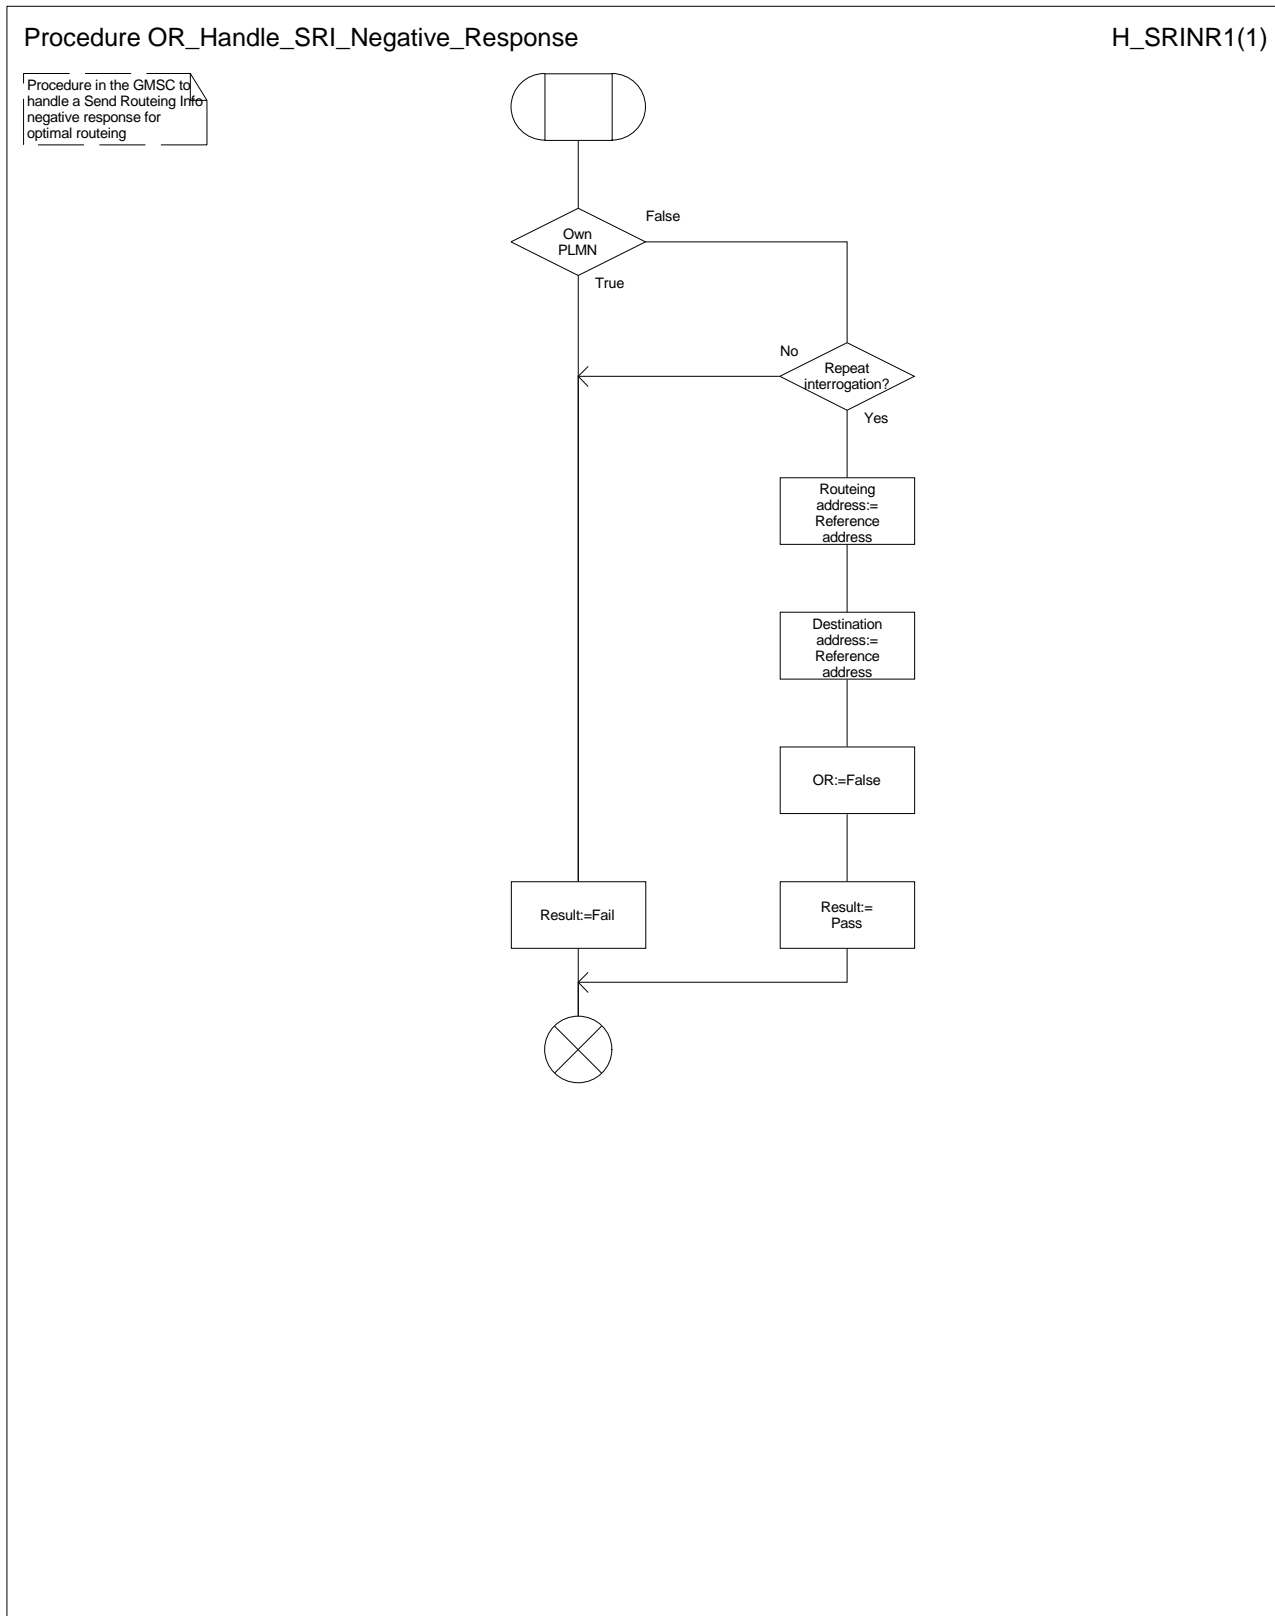 Procedure OR_Handle_SRI_Negative_Response
H_SRINR1(1)
Procedure in the GMSC to
handle a Send Routeing Info
negative response for
optimal routeing
Own
PLMN
False
True
No
Repeat
interrogation?
Yes
Routeing
address:=
Reference
address
Destination
address:=
Reference
address
OR:=False
Result:=Fail
Result:=
Pass